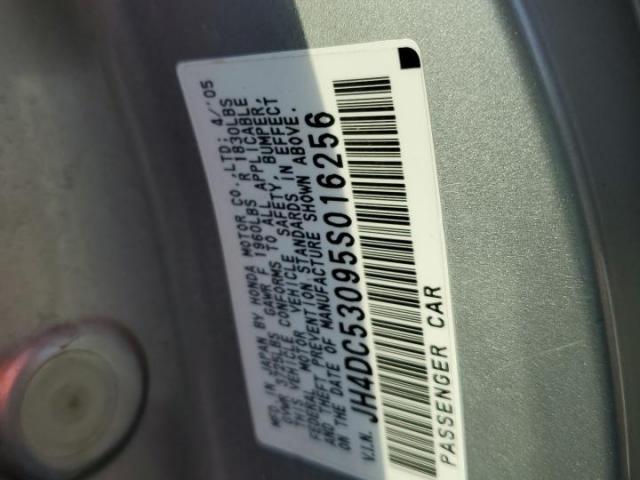 MFD. IN JAPAN BY HONDA MOTOR CO., LTD; 4/'05
GVWR 3726LBS GAWR F 1960LBS R 1830LBS
THIS VEHICLE CONFORMS TO ALL APPLICABLE
FEDERAL MOTOR VEHICLE SAFETY, BUMPER,
AND THEFT PREVENTION STANDARDS IN EFFECT
ON THE DATE OF MANUFACTURE SHOWN ABOVE.
V.I.N. JH4DC53095S016256
PASSENGER CAR